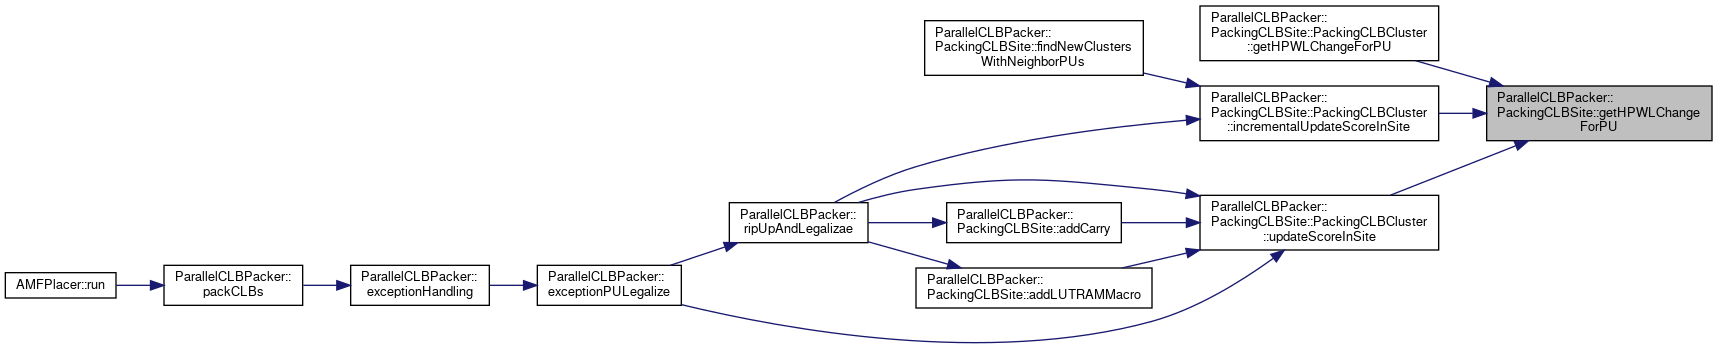 ParallelCLBPacker::
PackingCLBSite::PackingCLBCluster
::getHPWLChangeForPU
ParallelCLBPacker::
PackingCLBSite::findNewClusters
WithNeighborPUs
ParallelCLBPacker::
PackingCLBSite::PackingCLBCluster
::incrementalUpdateScoreInSite
ParallelCLBPacker::
PackingCLBSite::getHPWLChange
ForPU
ParallelCLBPacker::
ripUpAndLegalizae
ParallelCLBPacker::
PackingCLBSite::addCarry
ParallelCLBPacker::
PackingCLBSite::PackingCLBCluster
::updateScoreInSite
AMFPlacer::run
ParallelCLBPacker::
packCLBs
ParallelCLBPacker::
exceptionHandling
ParallelCLBPacker::
exceptionPULegalize
ParallelCLBPacker::
PackingCLBSite::addLUTRAMMacro